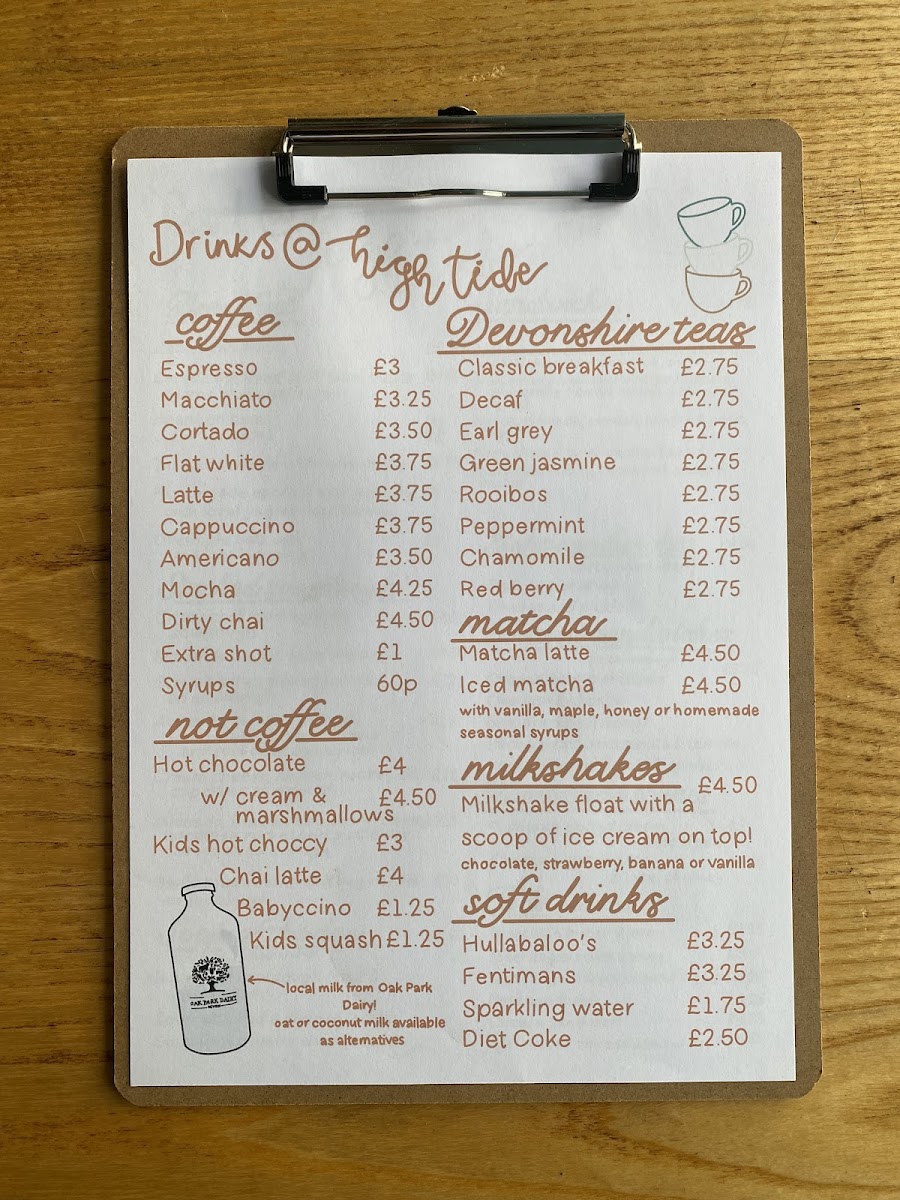 Drinks @ high tide
coffee
Espresso £3
Macchiato £3.25
Cortado £3.50
Flat white £3.75
Latte £3.75
Cappuccino £3.75
Americano £3.50
Mocha £4.25
Dirty chai £4.50
Extra shot £1
Syrups 60p
not coffee
Hot chocolate £4
w/ cream & £4.50
marshmallows
Kids hot choccy £3
Chai latte £4
Babyccino £1.25
Kids squash £1.25
OAK PARK DAIRY
local milk from Oak Park
Dairy!
oat or coconut milk available
as alternatives
Devonshire teas
Classic breakfast £2.75
Decaf £2.75
Earl grey £2.75
Green jasmine £2.75
Rooibos £2.75
Peppermint £2.75
Chamomile £2.75
Red berry £2.75
matcha
Matcha latte £4.50
Iced matcha £4.50
with vanilla, maple, honey or homemade
seasonal syrups
milkshakes £4.50
Milkshake float with a
scoop of ice cream on top!
chocolate, strawberry, banana or vanilla
soft drinks
Hullabaloo's £3.25
Fentimans £3.25
Sparkling water £1.75
Diet Coke £2.50